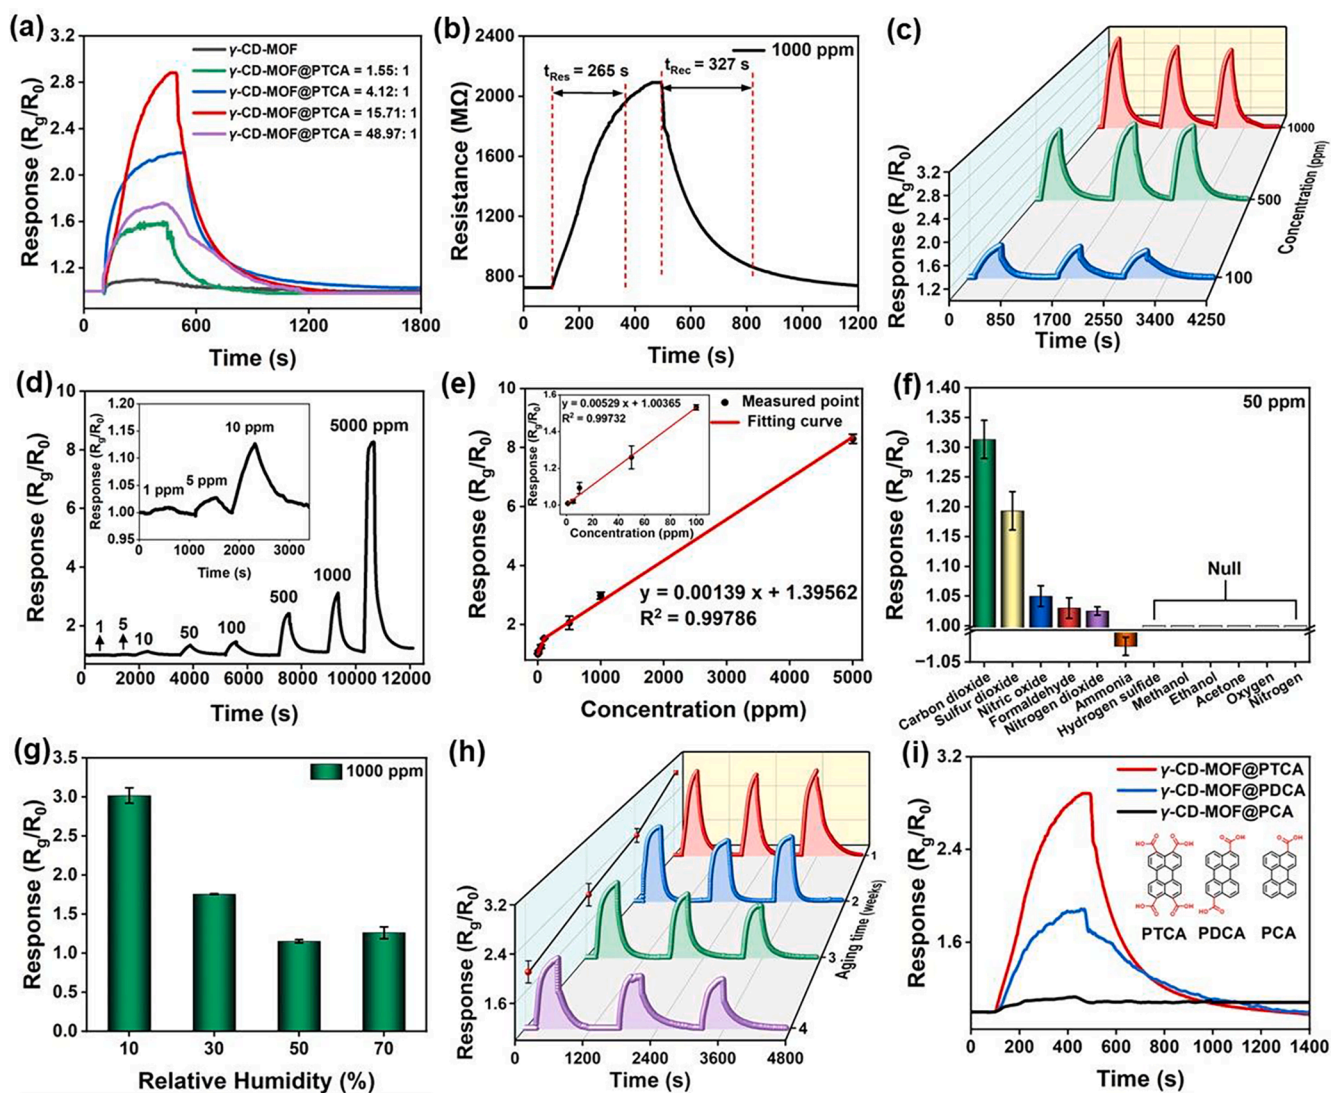 (a)
3.2
2.8
2.4
2.0
1.6
1.2
Response (Rg/R0)
γ-CD-MOF
γ-CD-MOF@PTCA = 1.55: 1
γ-CD-MOF@PTCA = 4.12: 1
γ-CD-MOF@PTCA = 15.71: 1
γ-CD-MOF@PTCA = 48.97: 1
0 600 1200 1800
Time (s)
(b)
2400
2000
1600
1200
800
Resistance (MΩ)
1000 ppm
tRes = 265 s
tRec = 327 s
0 200 400 600 800 1000 1200
Time (s)
(c)
3.2
2.8
2.4
2.0
1.6
1.2
Response (Rg/R0)
1000
500
100
Concentration (ppm)
0 850 1700 2550 3400 4250
Time (s)
(d)
10
8
6
4
2
Response (Rg/R0)
1.20
1.15
1.10
1.05
1.00
0.95
Response (Rg/R0)
1 ppm
5 ppm
10 ppm
0 1000 2000 3000
Time (s)
5000 ppm
1000
500
1
5
10
50
100
0 2000 4000 6000 8000 10000 12000
Time (s)
(e)
10
8
6
4
2
Response (Rg/R0)
1.6
1.4
1.2
1.0
Response (Rg/R0)
y = 0.00529 x + 1.00365
R² = 0.99732
0 20 40 60 80 100
Concentration (ppm)
Measured point
Fitting curve
y = 0.00139 x + 1.39562
R² = 0.99786
0 1000 2000 3000 4000 5000
Concentration (ppm)
(f)
1.40
1.35
1.30
1.25
1.20
1.15
1.10
1.05
1.00
−1.05
Response (Rg/R0)
50 ppm
Null
Carbon dioxide
Sulfur dioxide
Nitric oxide
Formaldehyde
Nitrogen dioxide
Ammonia
Hydrogen sulfide
Methanol
Ethanol
Acetone
Oxygen
Nitrogen
(g)
3.5
3.0
2.5
2.0
1.5
1.0
0.5
0.0
Response (Rg/R0)
1000 ppm
10 30 50 70
Relative Humidity (%)
(h)
3.2
2.4
1.6
Response (Rg/R0)
1
2
3
4
Aging time (weeks)
0 1200 2400 3600 4800
Time (s)
(i)
3.2
2.4
1.6
Response (Rg/R0)
γ-CD-MOF@PTCA
γ-CD-MOF@PDCA
γ-CD-MOF@PCA
HO O O OH
HO O O OH
O OH
HO O
O OH
PTCA PDCA PCA
0 200 400 600 800 1000 1200 1400
Time (s)